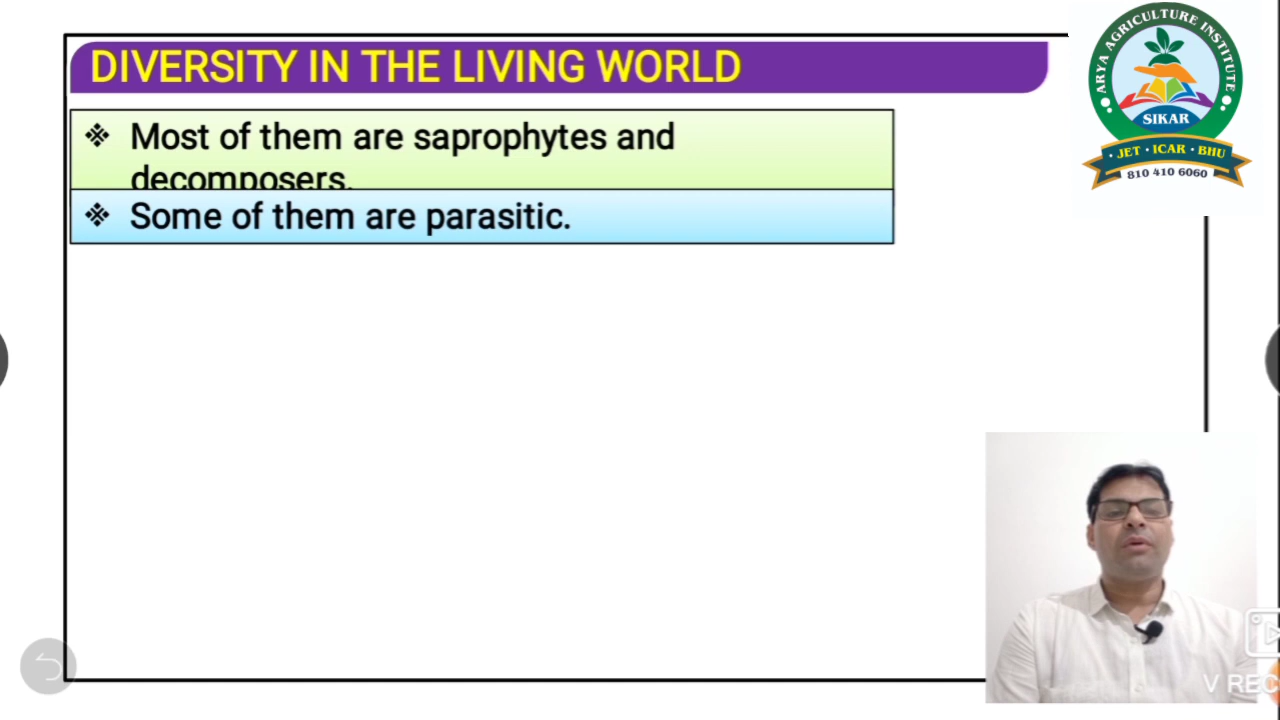 DIVERSITY IN THE LIVING WORLD
❖ Most of them are saprophytes and
decomposers.
❖ Some of them are parasitic.
ARYA AGRICULTURE INSTITUTE
SIKAR
• JET • ICAR • BHU
810 410 6060
V REC